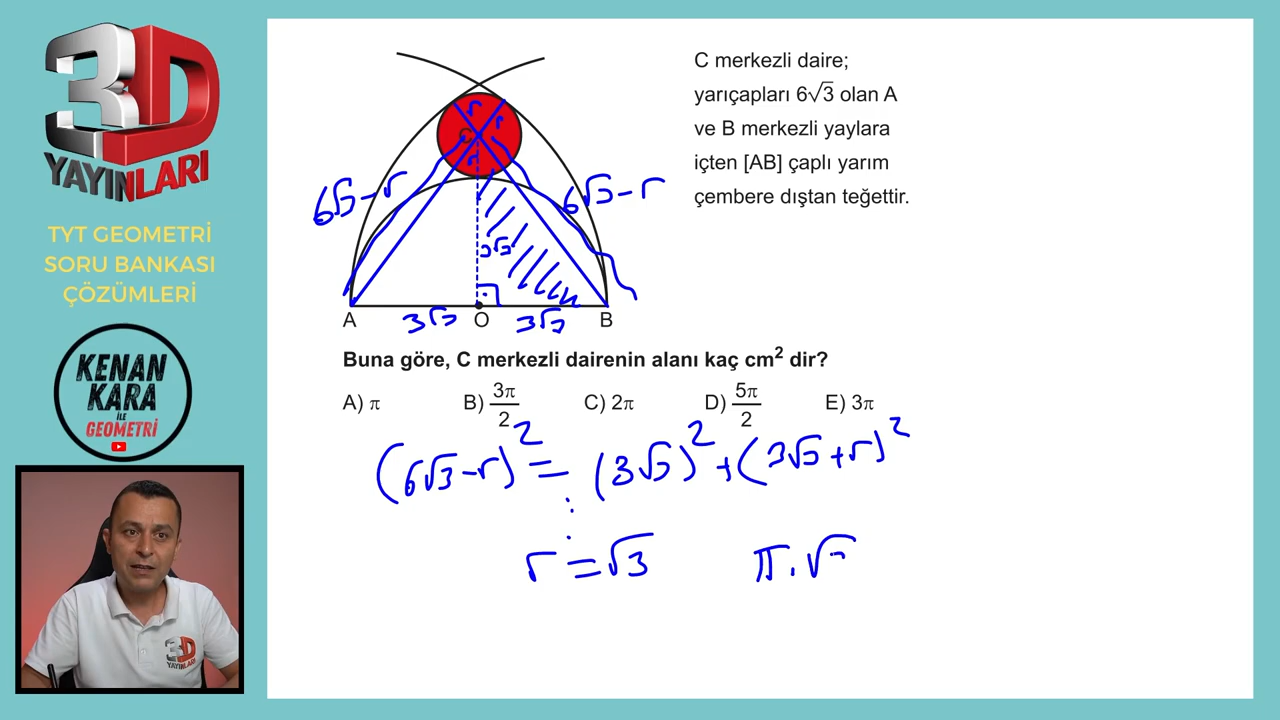 3D
YAYINLARI
TYT GEOMETRİ
SORU BANKASI
ÇÖZÜMLERİ
KENAN
KARA
İLE
GEOMETRİ
3D
YAYINLARI
C merkezli daire;
yarıçapları 6√3 olan A
ve B merkezli yaylara
içten [AB] çaplı yarım
çembere dıştan teğettir.
r
r
C
r
6√3-r
6√3-r
3√3
A
3√3
O
3√3
B
Buna göre, C merkezli dairenin alanı kaç cm² dir?
A) π B) 3π/2 C) 2π D) 5π/2 E) 3π
(6√3-r)² = (3√3)² + (3√3+r)²
r = √3 π.√